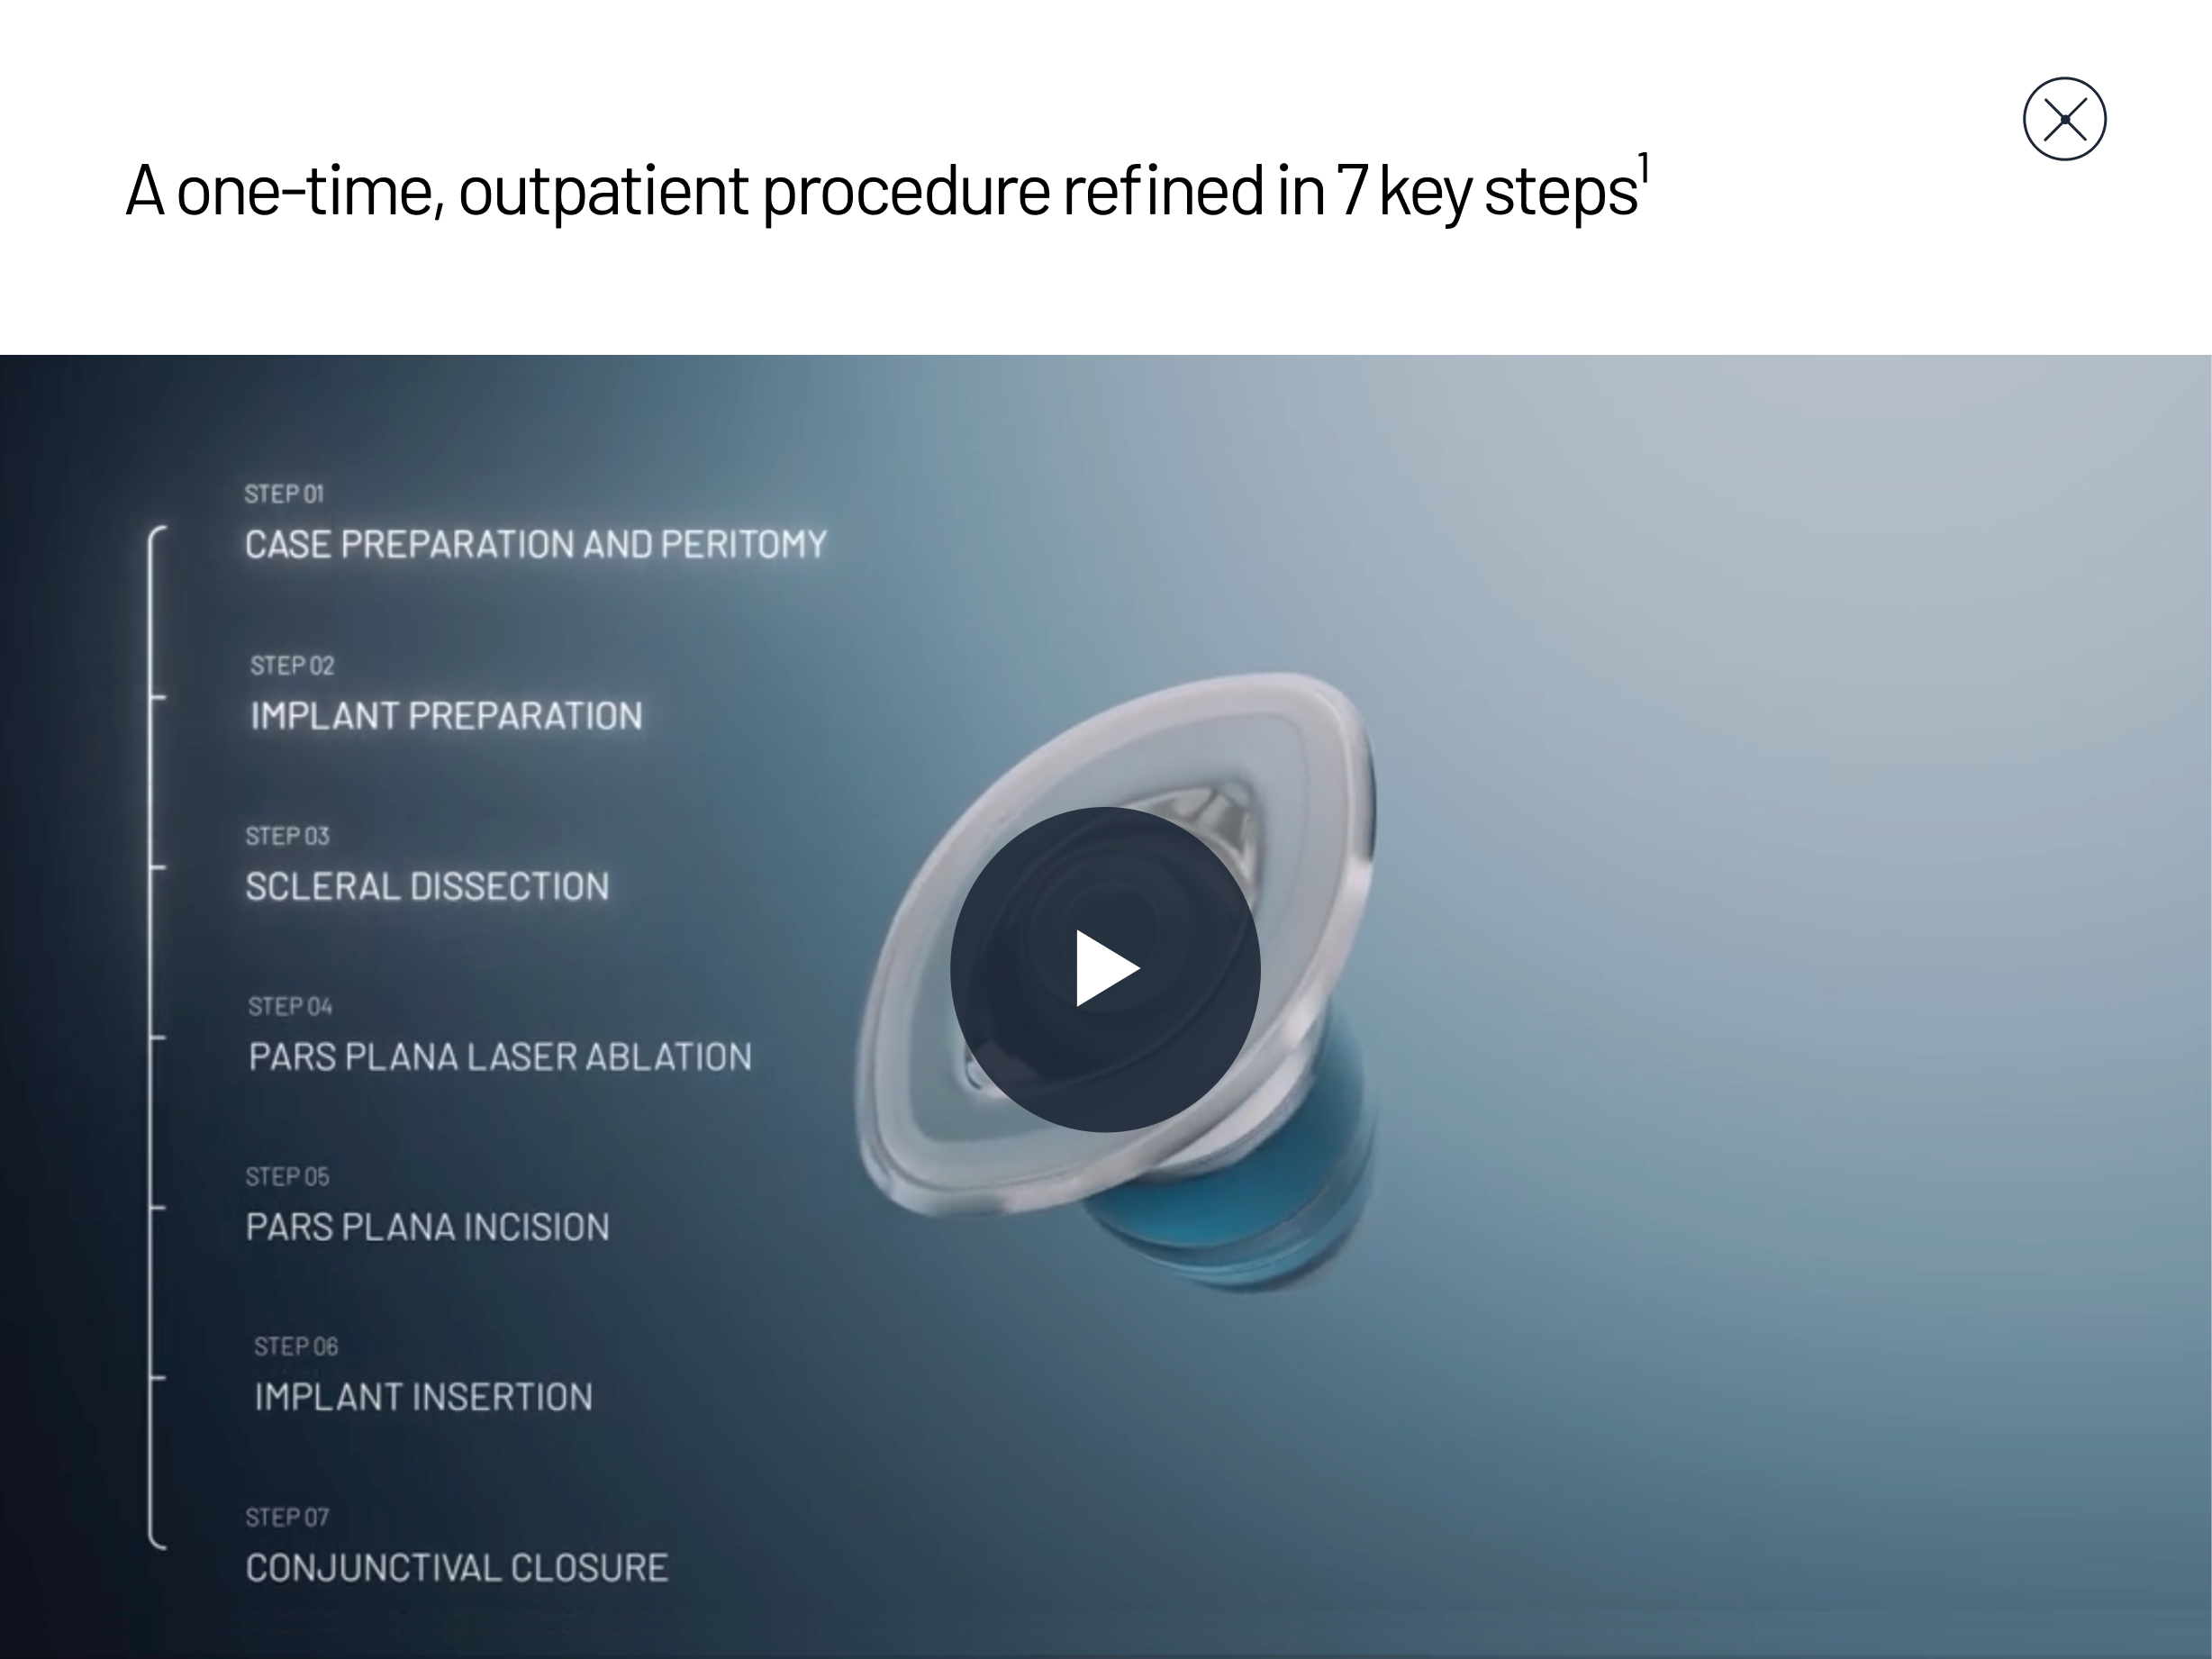 A one-time, outpatient procedure refined in 7 key steps¹
STEP 01
CASE PREPARATION AND PERITOMY
STEP 02
IMPLANT PREPARATION
STEP 03
SCLERAL DISSECTION
STEP 04
PARS PLANA LASER ABLATION
STEP 05
PARS PLANA INCISION
STEP 06
IMPLANT INSERTION
STEP 07
CONJUNCTIVAL CLOSURE